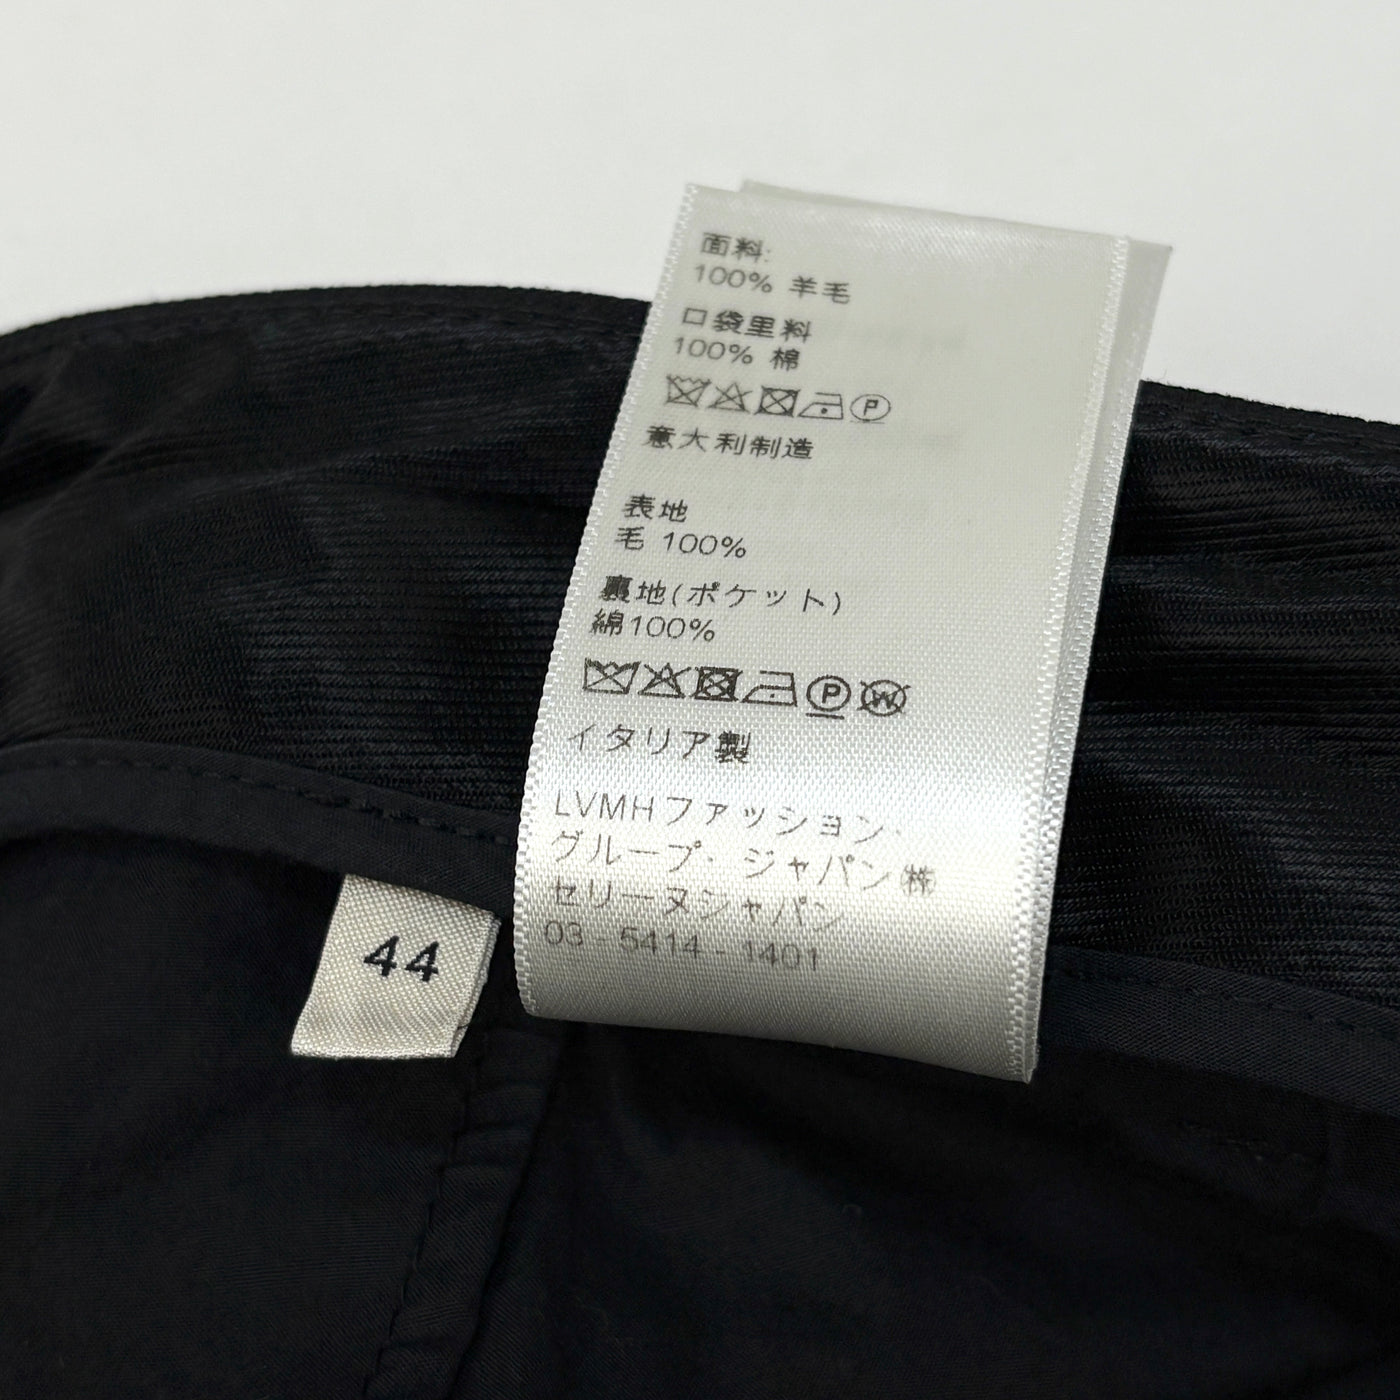 面料:
100% 羊毛
口袋里料
100% 棉
P
意大利制造
表地
毛 100%
裏地(ポケット)
綿100%
P W
イタリア製
LVMHファッション・
グループ・ジャパン㈱
セリーヌジャパン
03-5414-1401
44